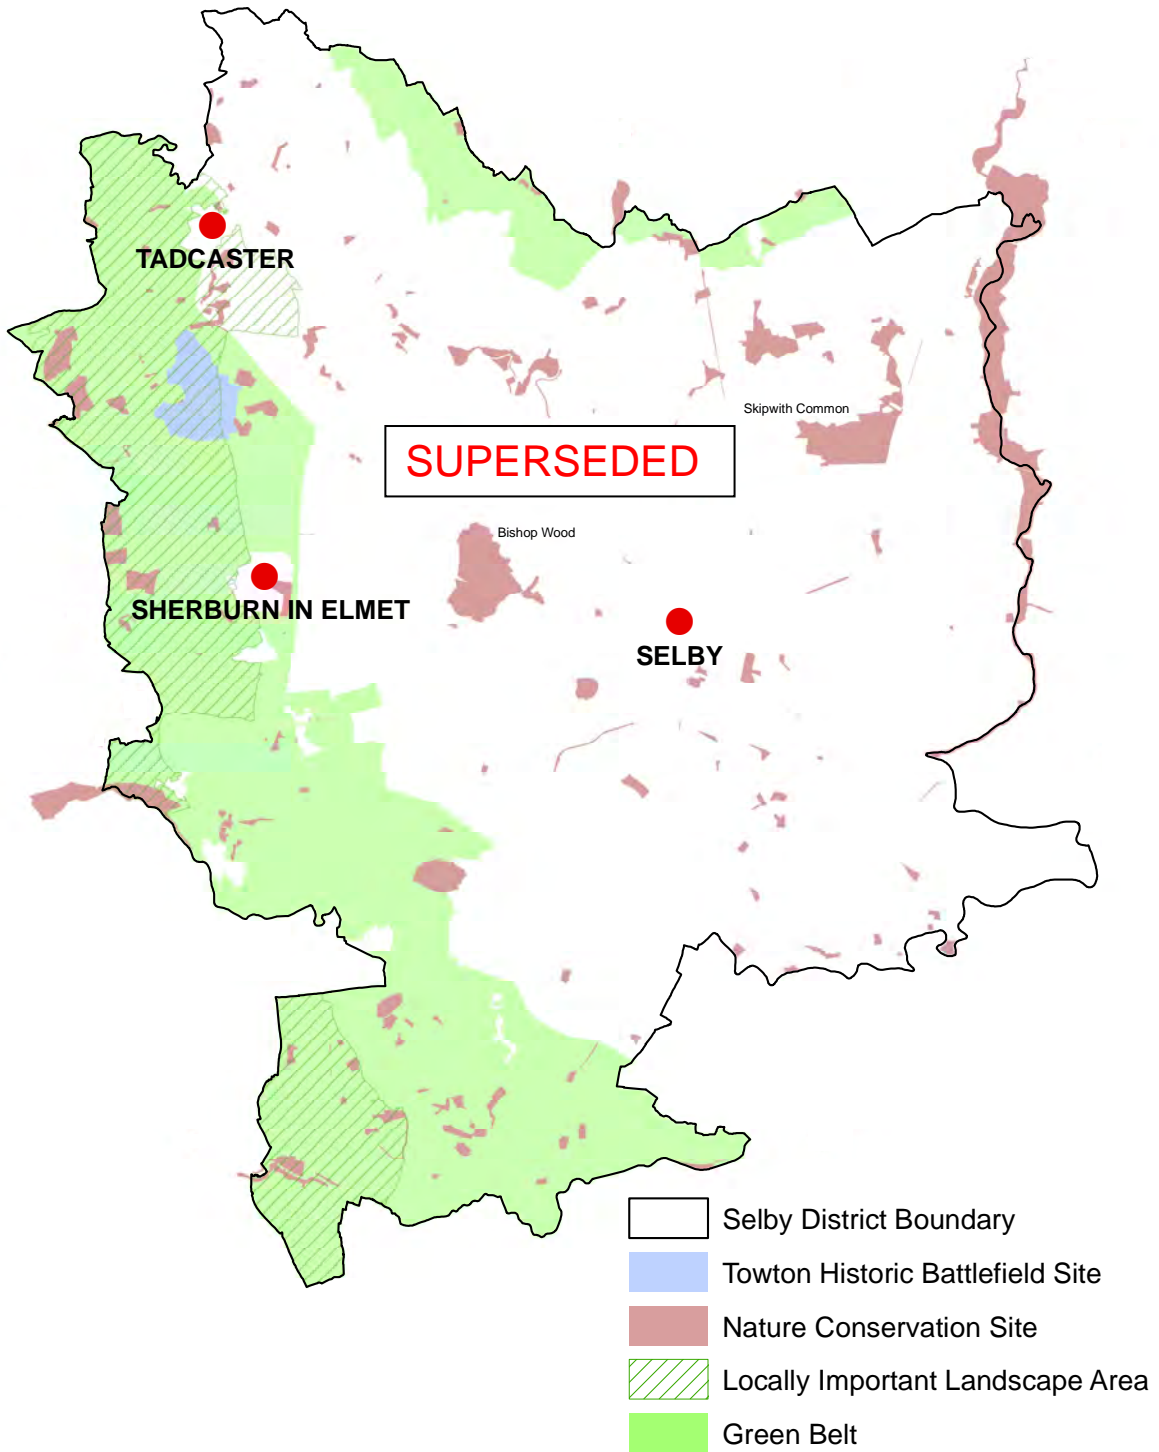 TADCASTER
Skipwith Common
SUPERSEDED
Bishop Wood
SHERBURN IN ELMET
SELBY
Selby District Boundary
Towton Historic Battlefield Site
Nature Conservation Site
Locally Important Landscape Area
Green Belt